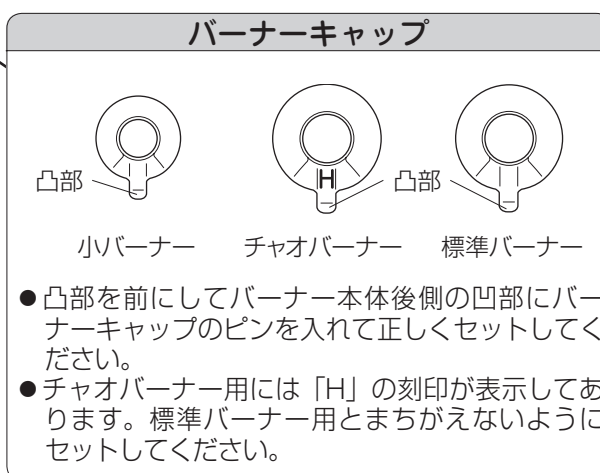 バーナーキャップ
H
凸部
凸部
小バーナー
チャオバーナー
標準バーナー
●凸部を前にしてバーナー本体後側の凹部にバー
ナーキャップのピンを入れて正しくセットしてく
ださい。
●チャオバーナー用には「H」の刻印が表示してあ
ります。標準バーナー用とまちがえないように
セットしてください。